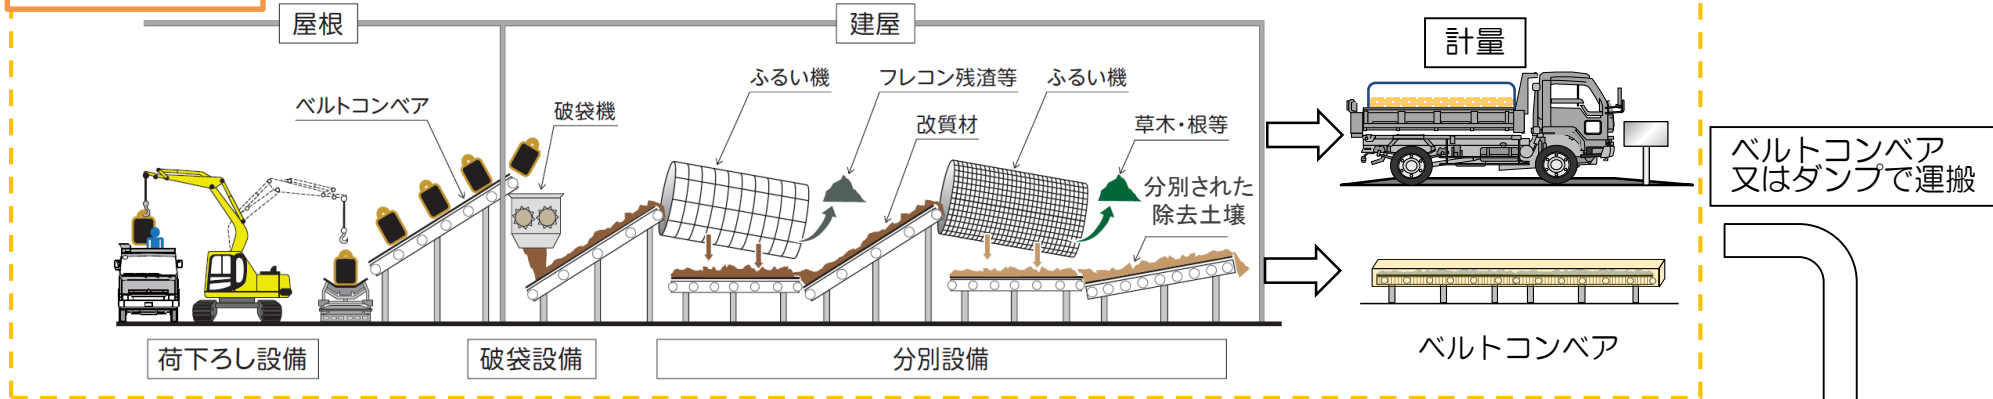 屋根
建屋
計量
ふるい機
フレコン残渣等
ふるい機
ベルトコンベア
破袋機
改質材
草木・根等
分別された
除去土壌
ベルトコンベア
又はダンプで運搬
ベルトコンベア
荷下ろし設備
破袋設備
分別設備